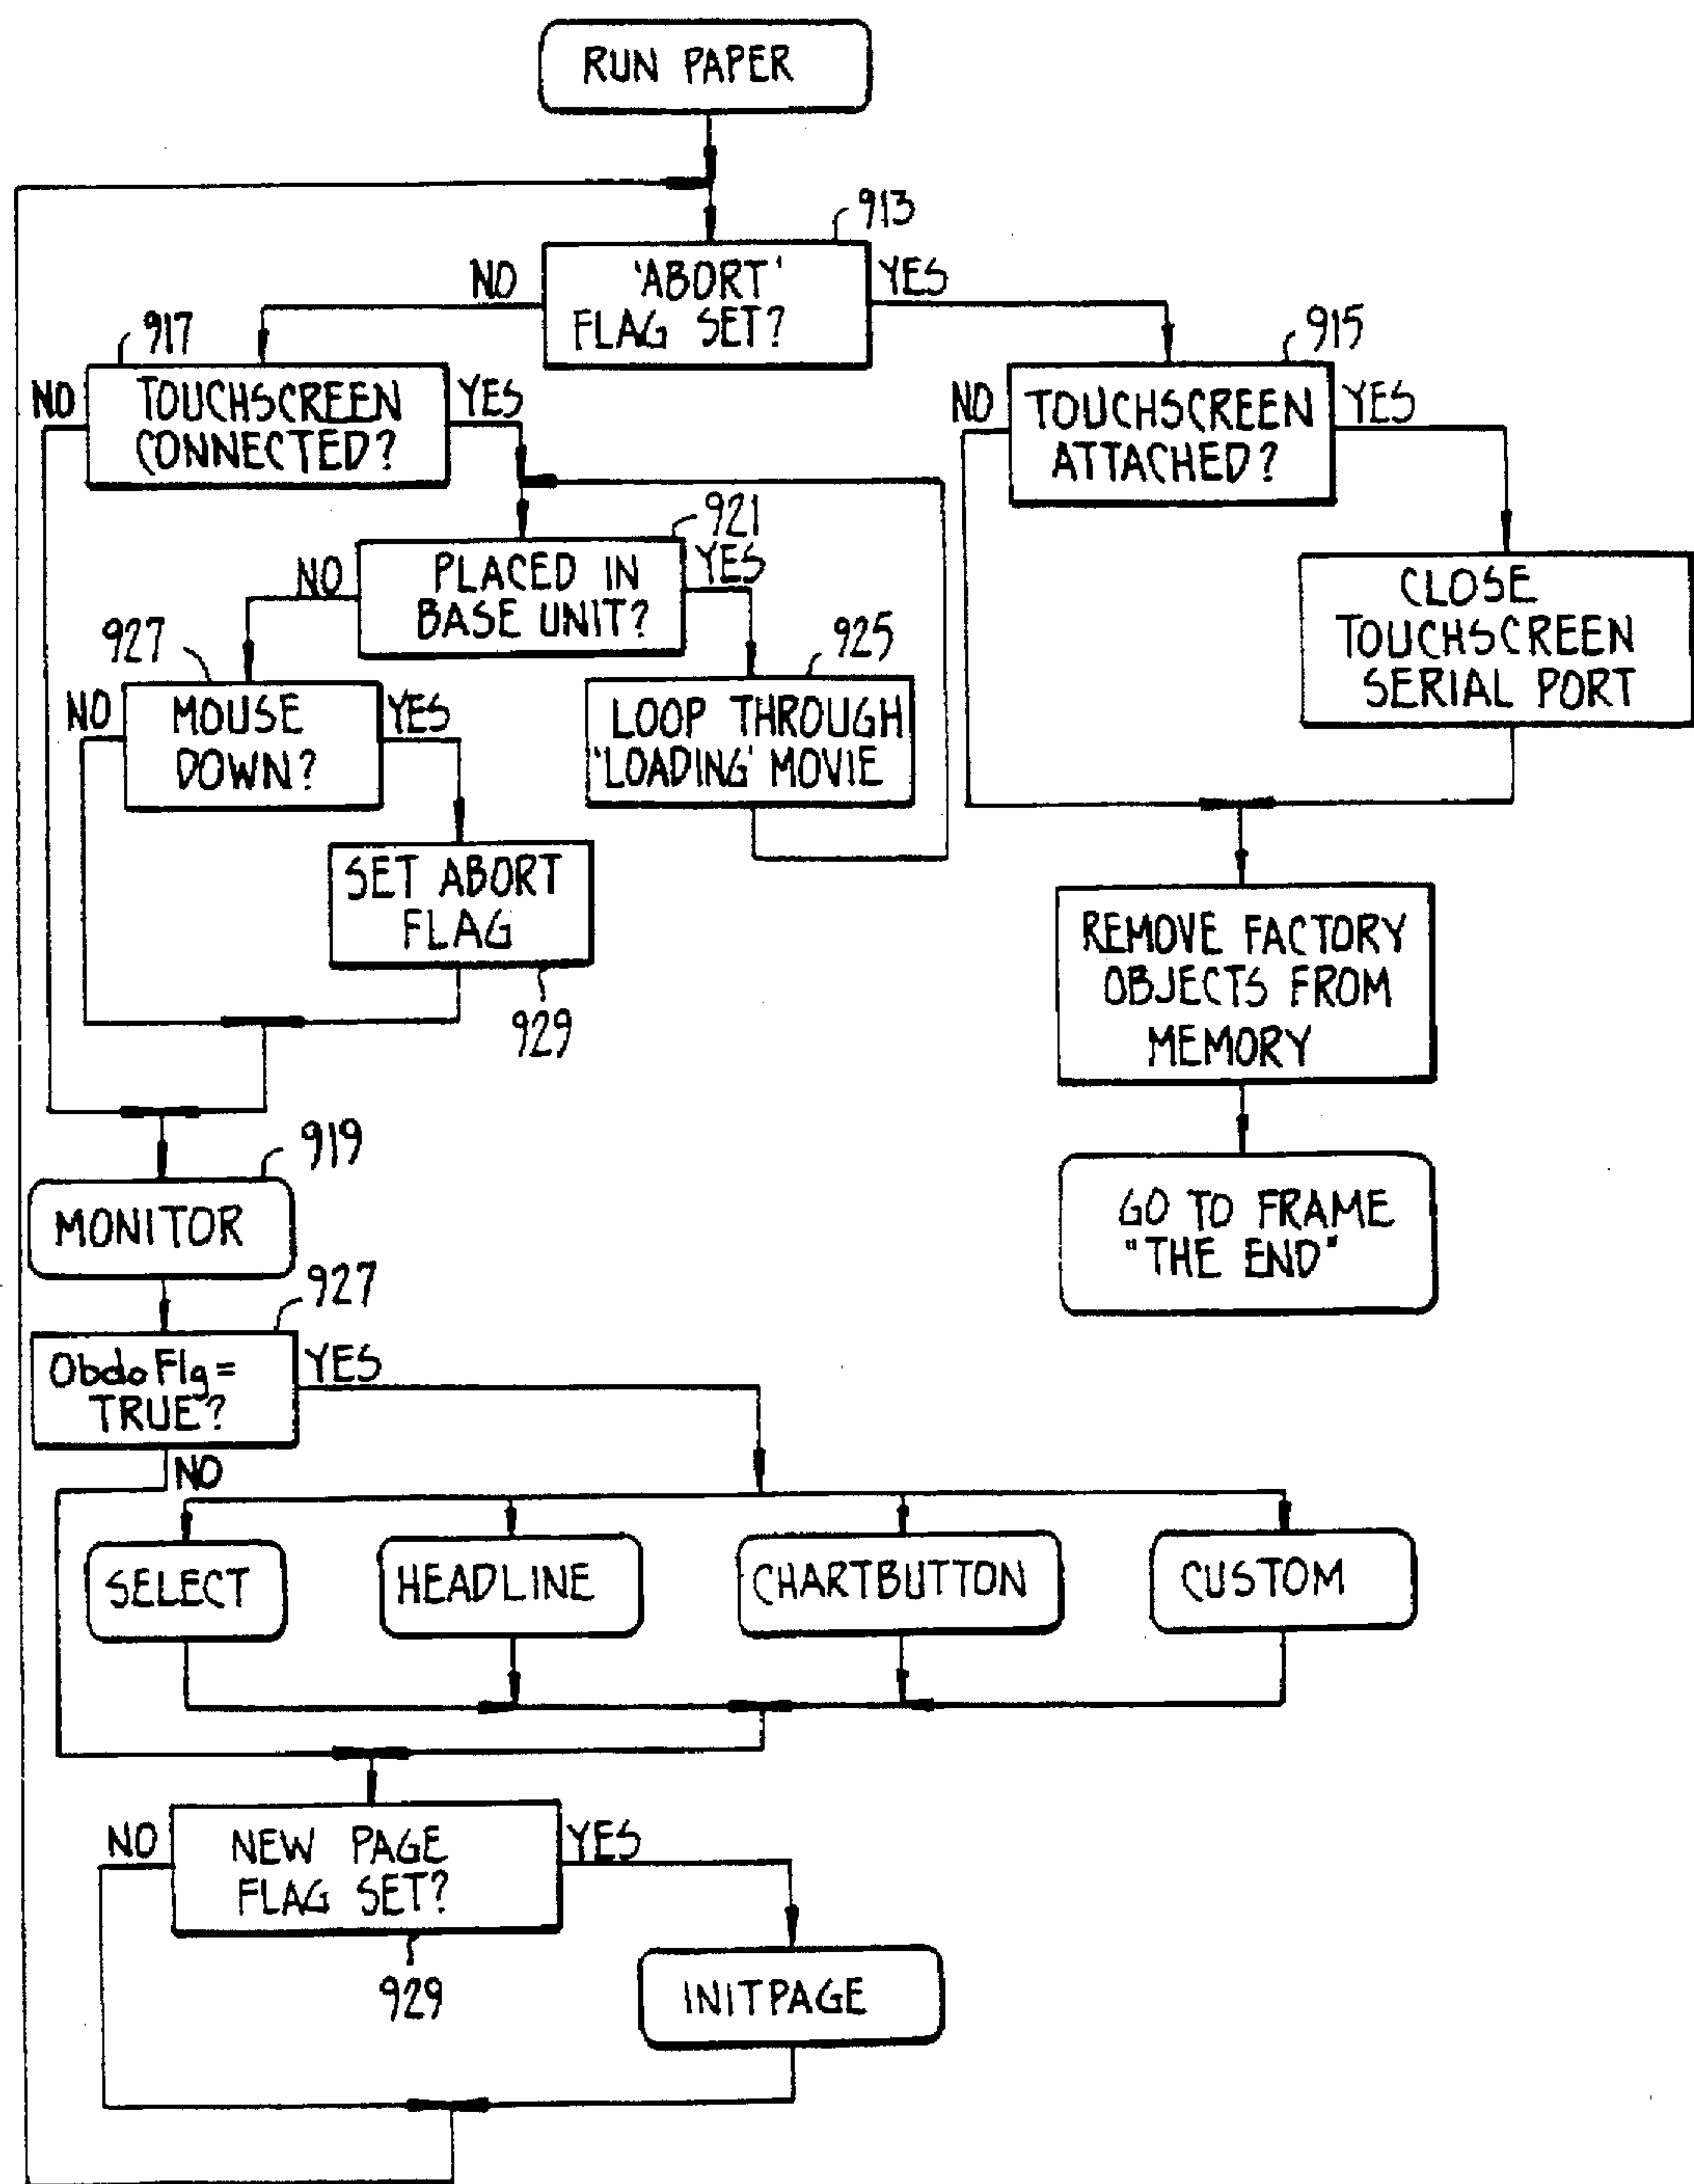 RUN PAPER
913
NO
'ABORT'
FLAG SET?
YES
917
915
NO
TOUCHSCREEN
CONNECTED?
YES
NO
TOUCHSCREEN
ATTACHED?
YES
921
NO
PLACED IN
BASE UNIT?
YES
CLOSE
TOUCHSCREEN
SERIAL PORT
927
925
NO
MOUSE
DOWN?
YES
LOOP THROUGH
'LOADING' MOVIE
SET ABORT
FLAG
929
REMOVE FACTORY
OBJECTS FROM
MEMORY
919
MONITOR
GO TO FRAME
"THE END"
927
ObdoFlg=
TRUE?
YES
NO
SELECT
HEADLINE
CHARTBUTTON
CUSTOM
NO
NEW PAGE
FLAG SET?
YES
929
INITPAGE